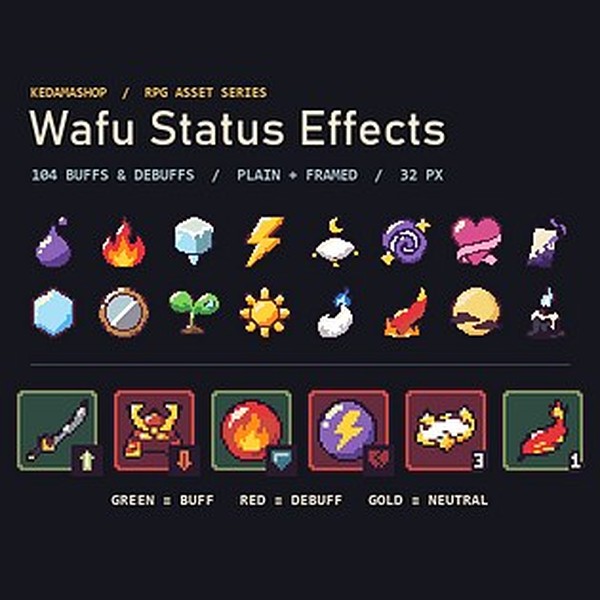 KEDAMASHOP / RPG ASSET SERIES
Wafu Status Effects
104 BUFFS & DEBUFFS / PLAIN + FRAMED / 32 PX
3 1
GREEN = BUFF RED = DEBUFF GOLD = NEUTRAL